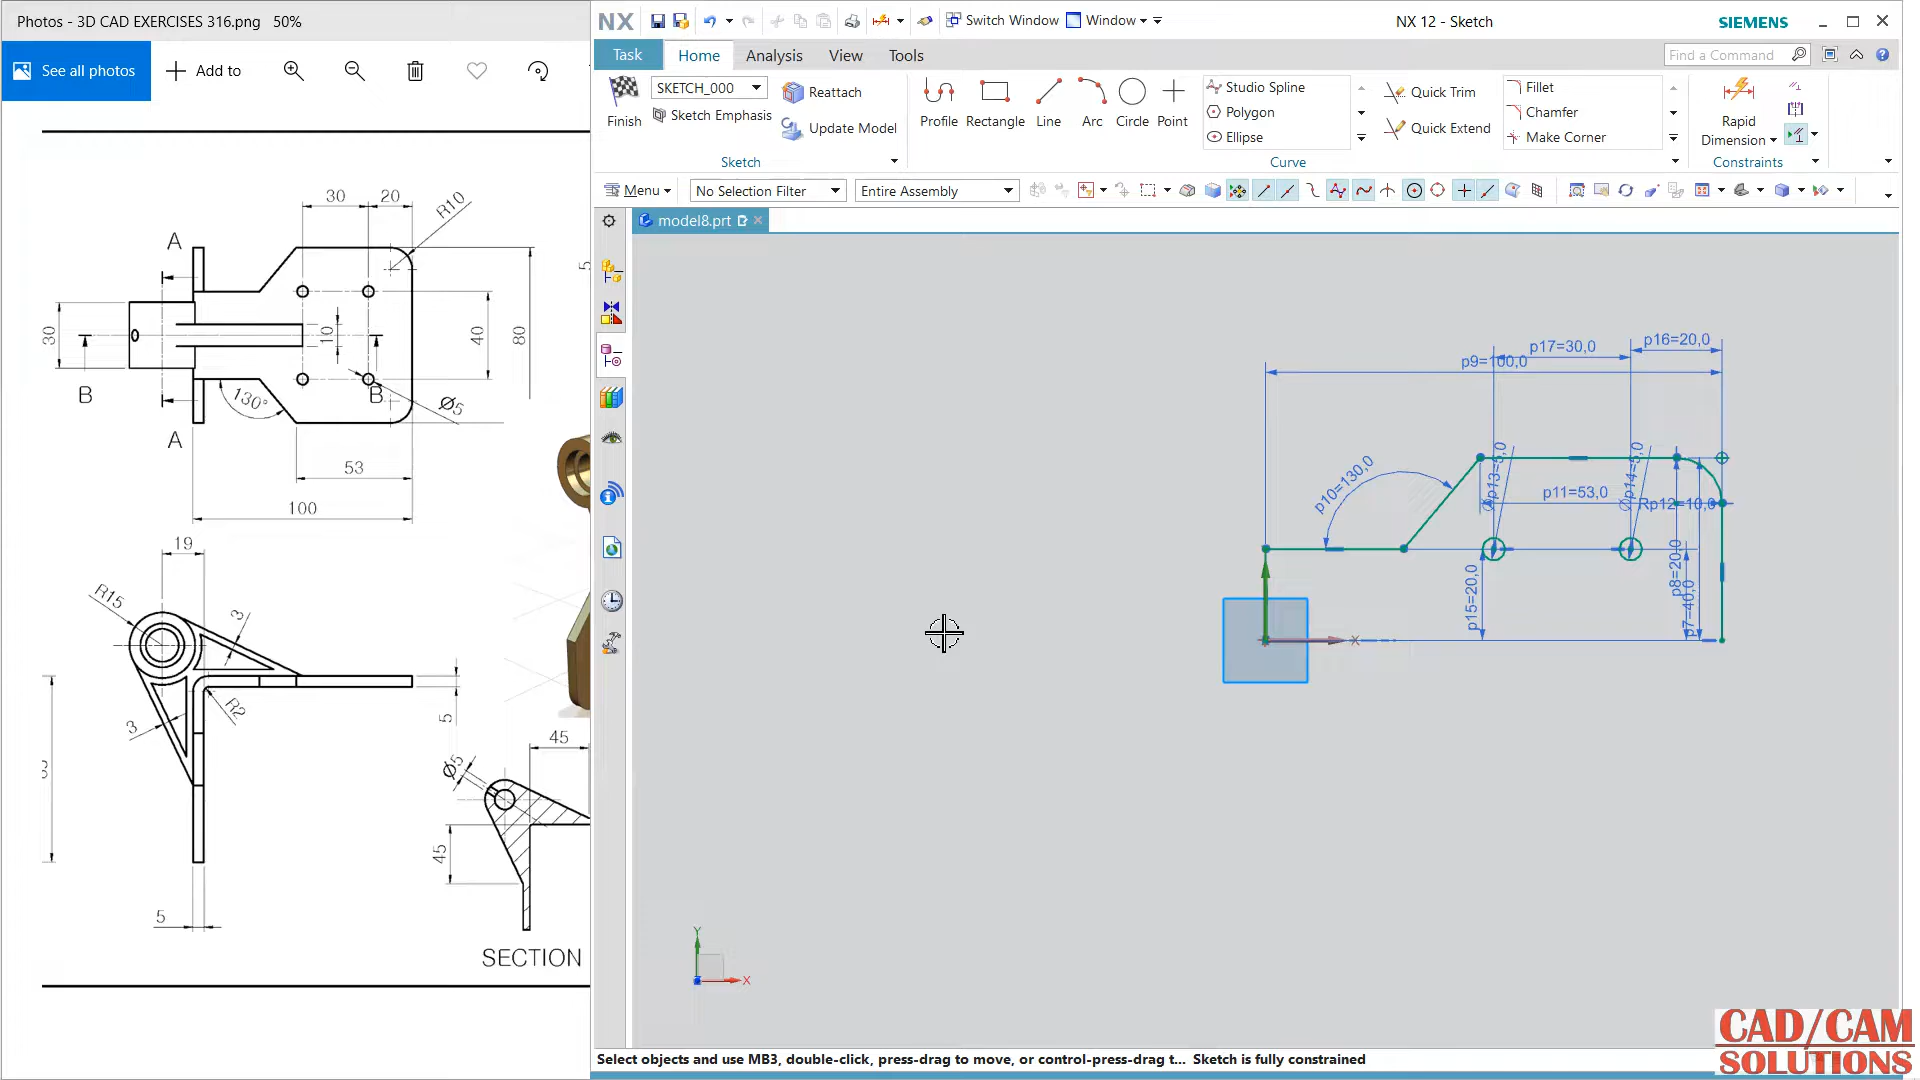 Photos - 3D CAD EXERCISES 316.png 50%
See all photos
Add to
30
20
R10
A
30
10
40
80
B
B
130°
Ø5
A
53
100
19
R15
3
3
R2
5
45
Ø5
45
5
SECTION
NX
Switch Window
Window
NX 12 - Sketch
SIEMENS
Task
Home
Analysis
View
Tools
Find a Command
Finish
SKETCH_000
Sketch Emphasis
Reattach
Update Model
Sketch
Profile
Rectangle
Line
Arc
Circle
Point
Studio Spline
Polygon
Ellipse
Quick Trim
Quick Extend
Fillet
Chamfer
Make Corner
Curve
Rapid
Dimension
Constraints
Menu
No Selection Filter
Entire Assembly
model8.prt
p17=30,0
p16=20,0
p9=100,0
p10=130,0
Øp13=5,0
Øp14=5,0
p11=53,0
Rp12=10,0
p15=20,0
p8=20,0
p7=40,0
X
Y
X
Select objects and use MB3, double-click, press-drag to move, or control-press-drag t... Sketch is fully constrained
CAD/CAM
SOLUTIONS